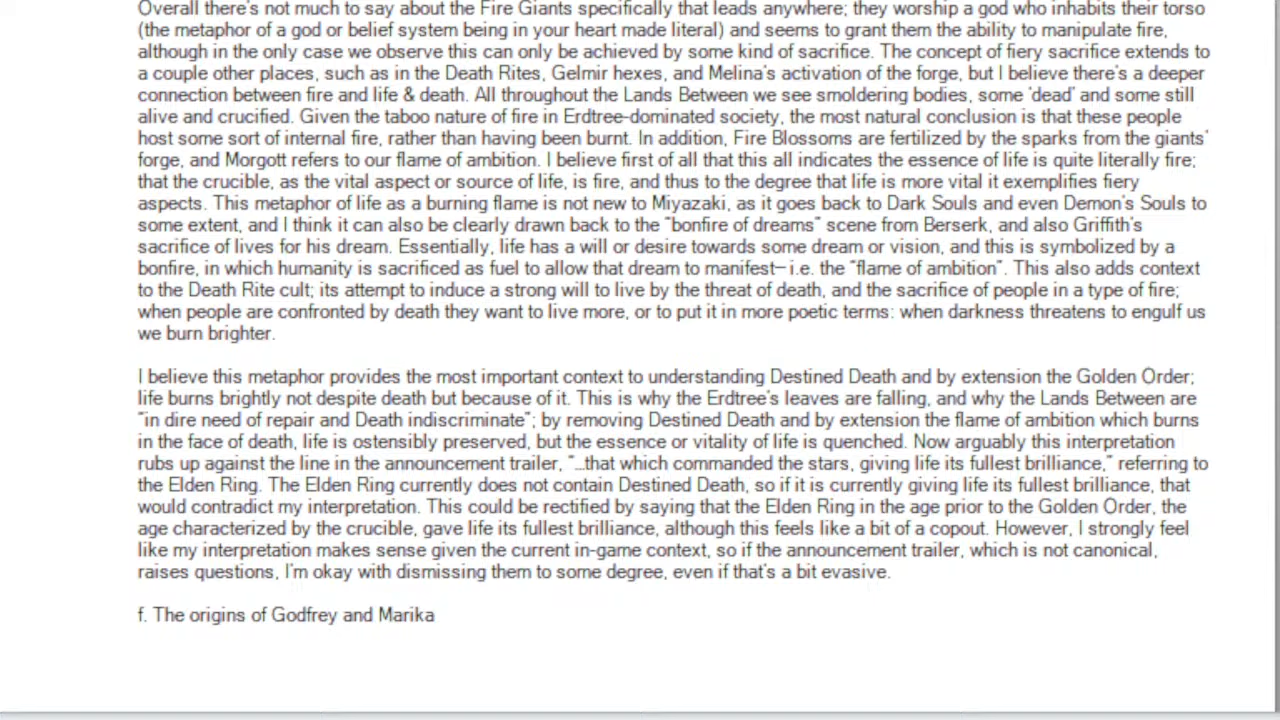 Overall there's not much to say about the Fire Giants specifically that leads anywhere; they worship a god who inhabits their torso
(the metaphor of a god or belief system being in your heart made literal) and seems to grant them the ability to manipulate fire,
although in the only case we observe this can only be achieved by some kind of sacrifice. The concept of fiery sacrifice extends to
a couple other places, such as in the Death Rites, Gelmir hexes, and Melina's activation of the forge, but I believe there's a deeper
connection between fire and life & death. All throughout the Lands Between we see smoldering bodies, some 'dead' and some still
alive and crucified. Given the taboo nature of fire in Erdtree-dominated society, the most natural conclusion is that these people
host some sort of internal fire, rather than having been burnt. In addition, Fire Blossoms are fertilized by the sparks from the giants'
forge, and Morgott refers to our flame of ambition. I believe first of all that this all indicates the essence of life is quite literally fire;
that the crucible, as the vital aspect or source of life, is fire, and thus to the degree that life is more vital it exemplifies fiery
aspects. This metaphor of life as a burning flame is not new to Miyazaki, as it goes back to Dark Souls and even Demon's Souls to
some extent, and I think it can also be clearly drawn back to the "bonfire of dreams" scene from Berserk, and also Griffith's
sacrifice of lives for his dream. Essentially, life has a will or desire towards some dream or vision, and this is symbolized by a
bonfire, in which humanity is sacrificed as fuel to allow that dream to manifest—i.e. the "flame of ambition". This also adds context
to the Death Rite cult; its attempt to induce a strong will to live by the threat of death, and the sacrifice of people in a type of fire;
when people are confronted by death they want to live more, or to put it in more poetic terms: when darkness threatens to engulf us
we burn brighter.
I believe this metaphor provides the most important context to understanding Destined Death and by extension the Golden Order;
life burns brightly not despite death but because of it. This is why the Erdtree's leaves are falling, and why the Lands Between are
"in dire need of repair and Death indiscriminate"; by removing Destined Death and by extension the flame of ambition which burns
in the face of death, life is ostensibly preserved, but the essence or vitality of life is quenched. Now arguably this interpretation
rubs up against the line in the announcement trailer, "…that which commanded the stars, giving life its fullest brilliance," referring to
the Elden Ring. The Elden Ring currently does not contain Destined Death, so if it is currently giving life its fullest brilliance, that
would contradict my interpretation. This could be rectified by saying that the Elden Ring in the age prior to the Golden Order, the
age characterized by the crucible, gave life its fullest brilliance, although this feels like a bit of a copout. However, I strongly feel
like my interpretation makes sense given the current in-game context, so if the announcement trailer, which is not canonical,
raises questions, I'm okay with dismissing them to some degree, even if that's a bit evasive.
f. The origins of Godfrey and Marika